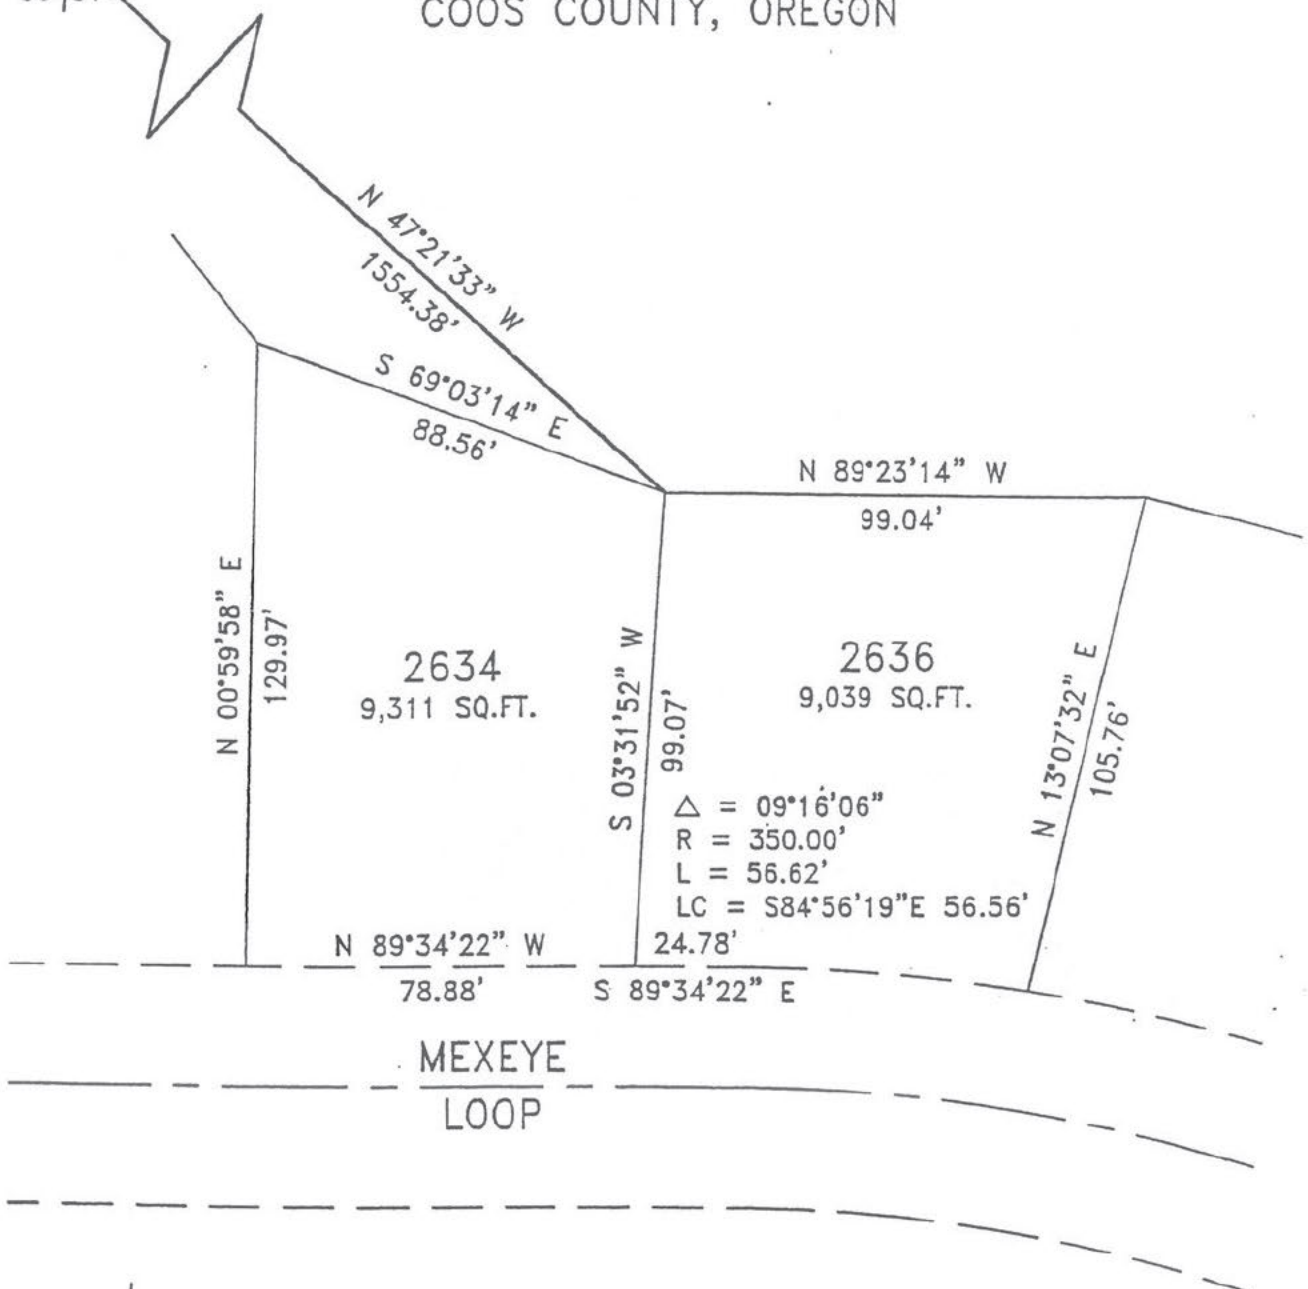 COOS COUNTY, OREGON
N 47°21'33" W
1554.38'
S 69°03'14" E
88.56'
N 89°23'14" W
99.04'
N 00°59'58" E
129.97'
2634
9,311 SQ.FT.
S 03°31'52" W
99.07'
2636
9,039 SQ.FT.
N 13°07'32" E
105.76'
△ = 09°16'06"
R = 350.00'
L = 56.62'
LC = S84°56'19"E 56.56'
N 89°34'22" W
24.78'
78.88'
S 89°34'22" E
MEXEYE
LOOP